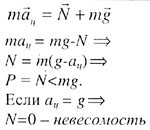 ma⃗ц = N⃗ + mg⃗
maц = mg-N ⇒
N = m(g-aц) ⇒
P = N<mg.
Если aц = g⇒
N=0 – невесомость